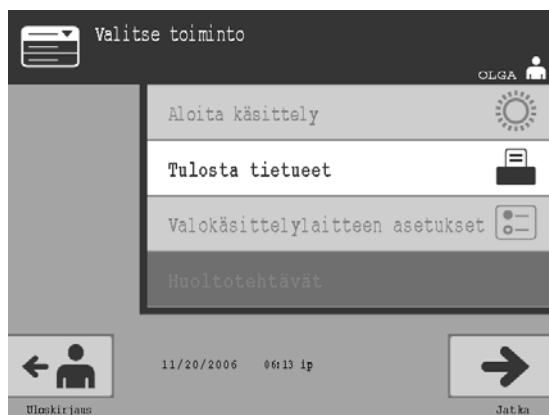 Valitse toiminto
OLGA
Aloita käsittely
Tulosta tietueet
Valokäsittelylaitteen asetukset
Huoltotehtävät
11/20/2006 06:13 ip
Uloskirjaus
Jatka